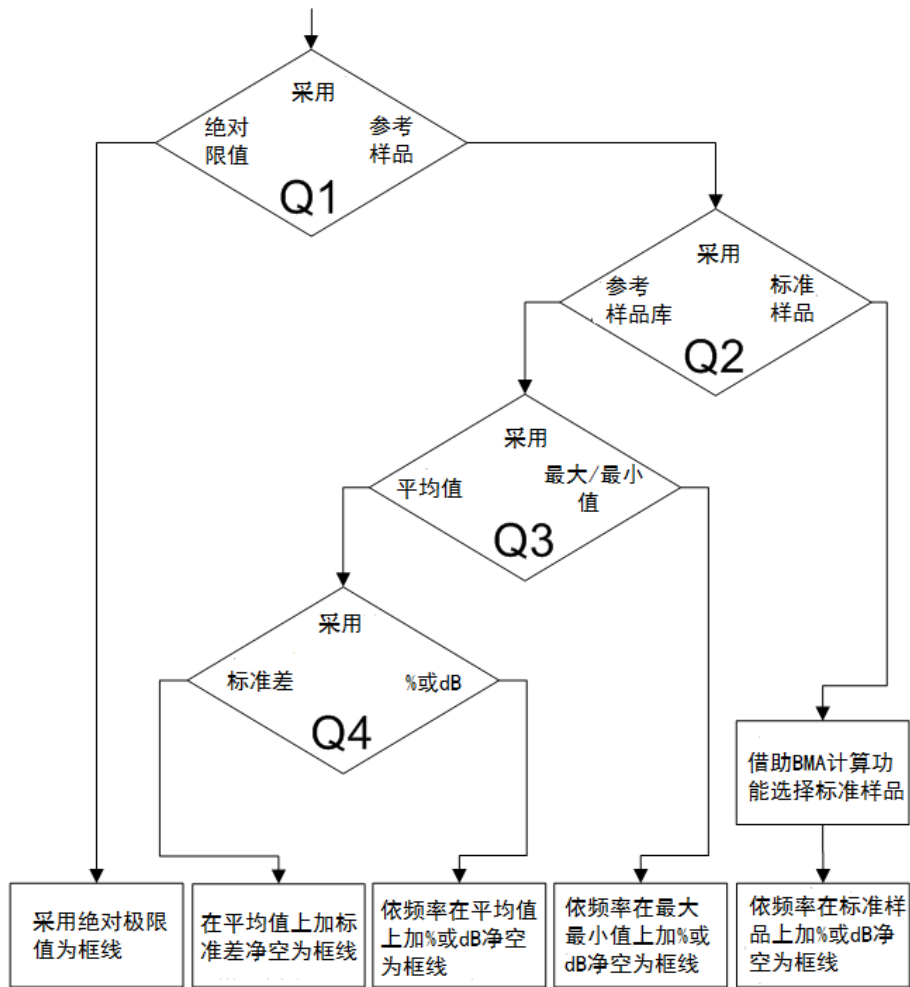 采用
绝对
限值
参考
样品
Q1
采用
参考
样品库
标准
样品
Q2
采用
平均值
最大/最小
值
Q3
采用
标准差
%或dB
Q4
借助BMA计算功
能选择标准样品
采用绝对极限
值为框线
在平均值上加标
准差净空为框线
依频率在平均值
上加%或dB净空
为框线
依频率在最大
最小值上加%或
dB净空为框线
依频率在标准样
品上加%或dB净
空为框线